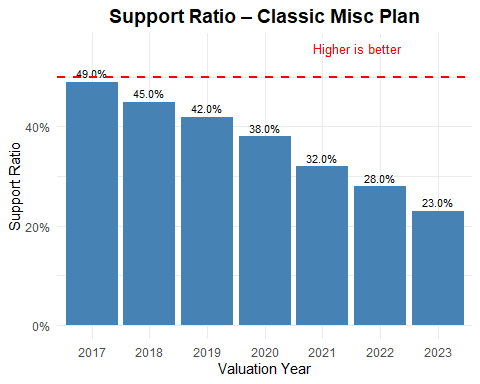 Support Ratio – Classic Misc Plan
Higher is better
49.0%
45.0%
42.0%
38.0%
32.0%
28.0%
23.0%
40%
20%
0%
Support Ratio
2017 2018 2019 2020 2021 2022 2023
Valuation Year